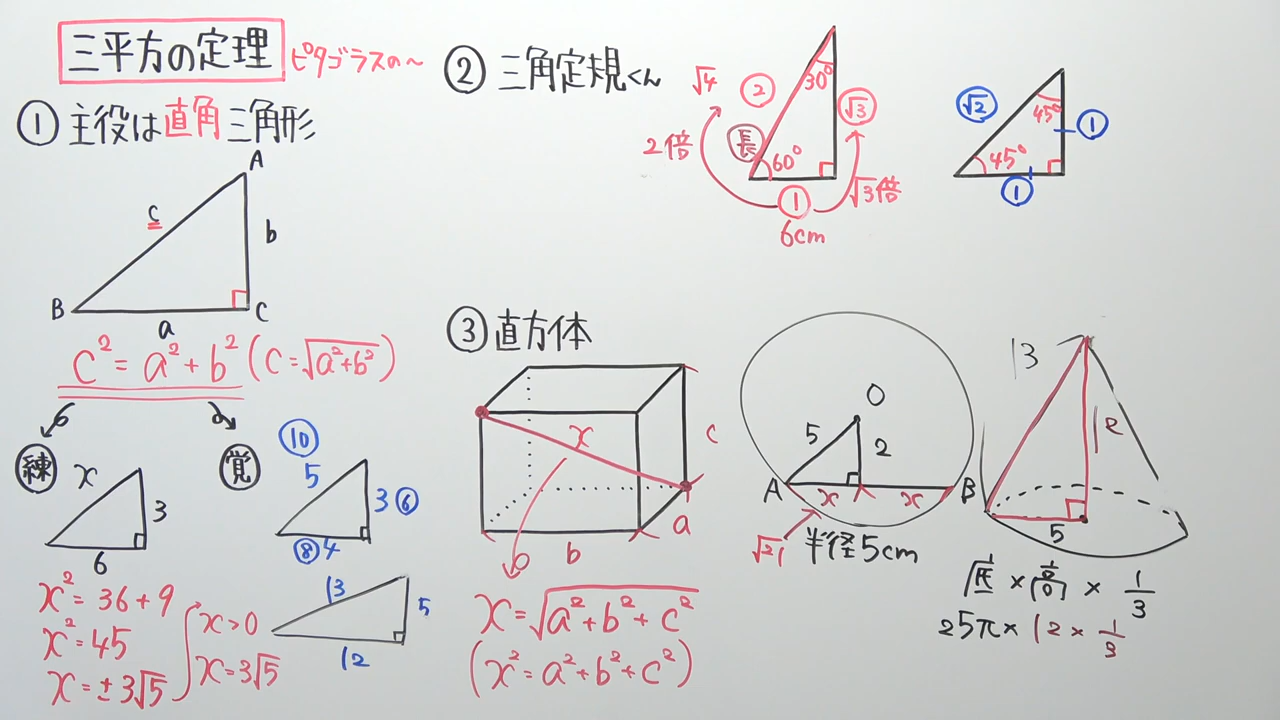 三平方の定理 ピタゴラスの〜
① 主役は直角三角形
A
c
b
B
a
C
c² = a² + b² (c = √a²+b²)
練
x
3
6
x² = 36 + 9
x² = 45
x = ± 3√5
x > 0
x = 3√5
覚
⑩
5
3 ⑥
⑧ 4
13
5
12
② 三角定規くん
√4
②
30°
√3
2倍
長
60°
①
√3倍
6cm
√2
45°
①
45°
①
③ 直方体
x
c
a
b
x = √a² + b² + c²
(x² = a² + b² + c²)
O
5
2
A
x
x
B
√21
半径5cm
13
12
5
底 × 高 × 1/3
25π × 12 × 1/3